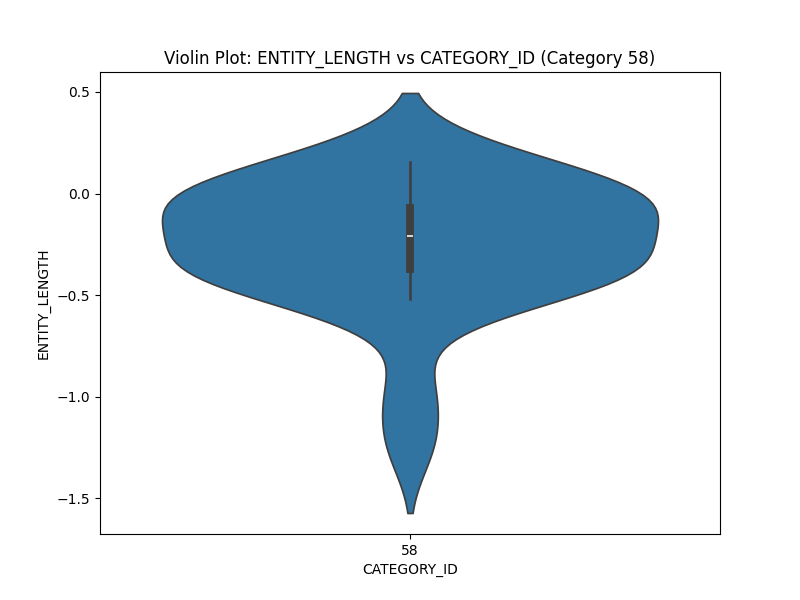 Violin Plot: ENTITY_LENGTH vs CATEGORY_ID (Category 58)
0.5
0.0
−0.5
−1.0
−1.5
ENTITY_LENGTH
58
CATEGORY_ID